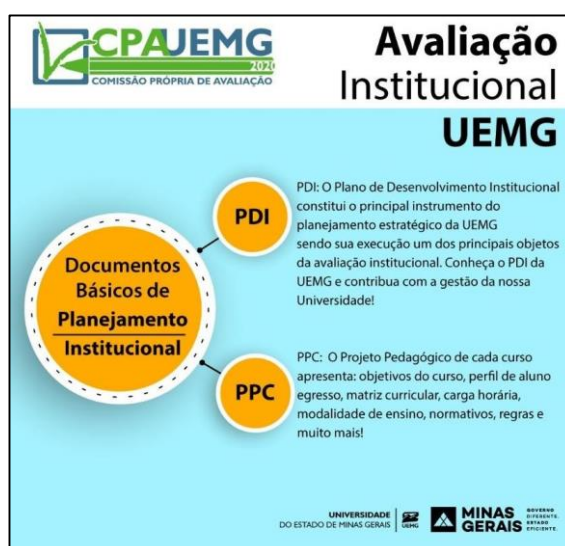 CPAUEMG
2020
COMISSÃO PRÓPRIA DE AVALIAÇÃO
Avaliação
Institucional
UEMG
Documentos
Básicos de
Planejamento
Institucional
PDI
PDI: O Plano de Desenvolvimento Institucional
constitui o principal instrumento do
planejamento estratégico da UEMG
sendo sua execução um dos principais objetos
da avaliação institucional. Conheça o PDI da
UEMG e contribua com a gestão da nossa
Universidade!
PPC
PPC: O Projeto Pedagógico de cada curso
apresenta: objetivos do curso, perfil de aluno
egresso, matriz curricular, carga horária,
modalidade de ensino, normativos, regras e
muito mais!
UNIVERSIDADE
DO ESTADO DE MINAS GERAIS
UEMG
MINAS
GERAIS
GOVERNO
DIFERENTE.
ESTADO
EFICIENTE.